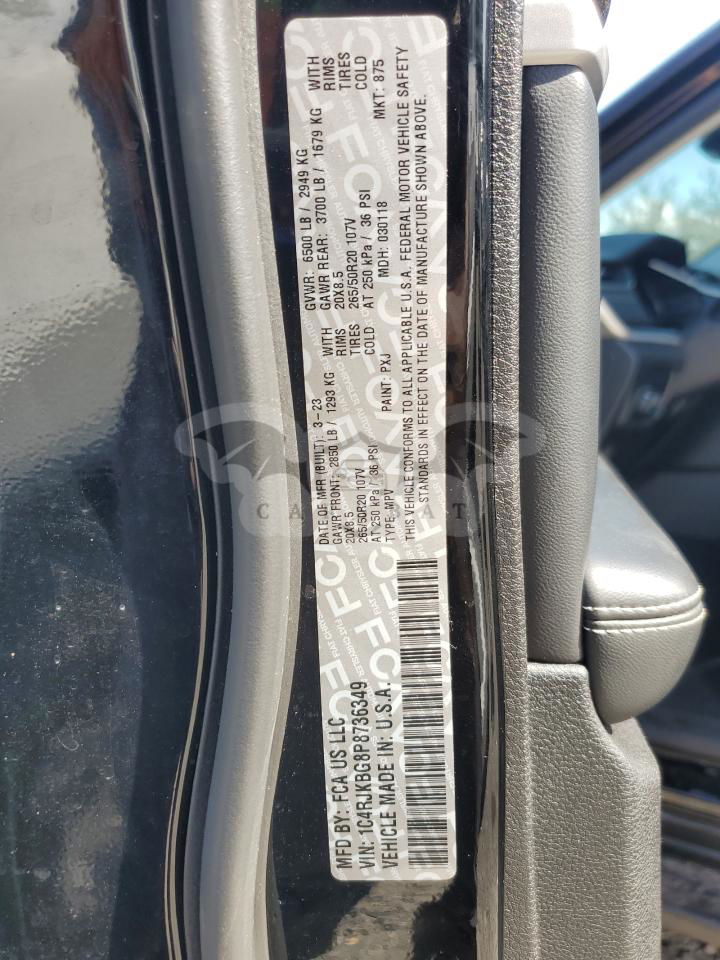 MFD BY: FCA US LLC
DATE OF MFR (BUILT): 3-23
GVWR: 6500 LB / 2949 KG
GAWR FRONT: 2850 LB / 1293 KG WITH
20X8.5 RIMS
265/50R20 107V TIRES
AT 250 kPa / 36 PSI COLD
GAWR REAR: 3700 LB / 1679 KG WITH
20X8.5 RIMS
265/50R20 107V TIRES
AT 250 kPa / 36 PSI COLD
VIN: 1C4RJKBG8P8736349
TYPE: MPV PAINT: PXJ MDH: 030118 MKT: 875
VEHICLE MADE IN: U.S.A.
THIS VEHICLE CONFORMS TO ALL APPLICABLE U.S.A. FEDERAL MOTOR VEHICLE SAFETY
STANDARDS IN EFFECT ON THE DATE OF MANUFACTURE SHOWN ABOVE.